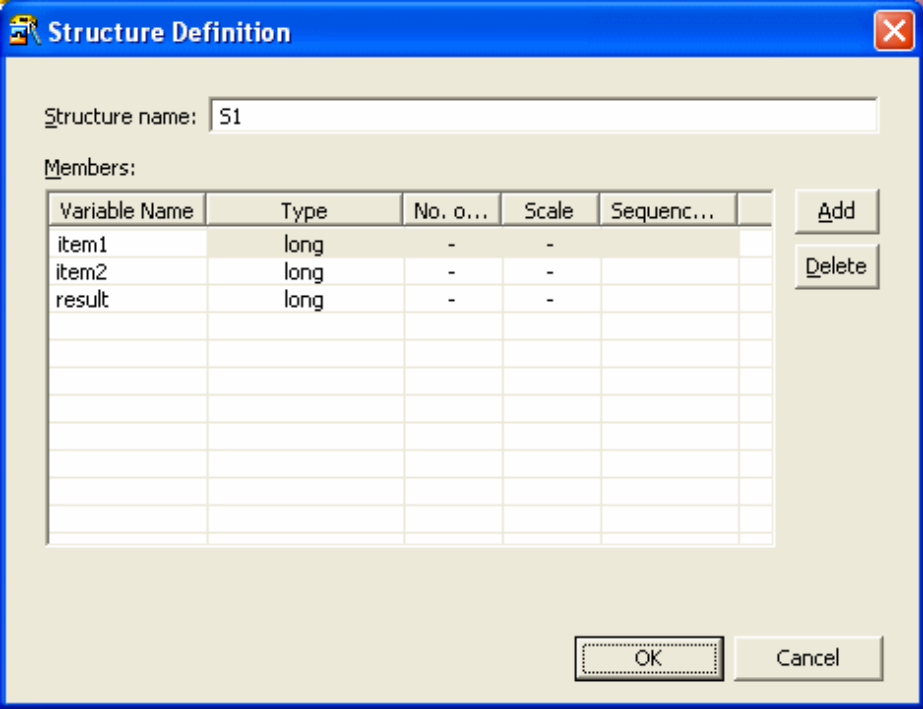 Structure Definition
Structure name: S1
Members:
Variable Name Type No. o... Scale Sequenc... Add
item1 long - -
item2 long - - Delete
result long - -
OK Cancel